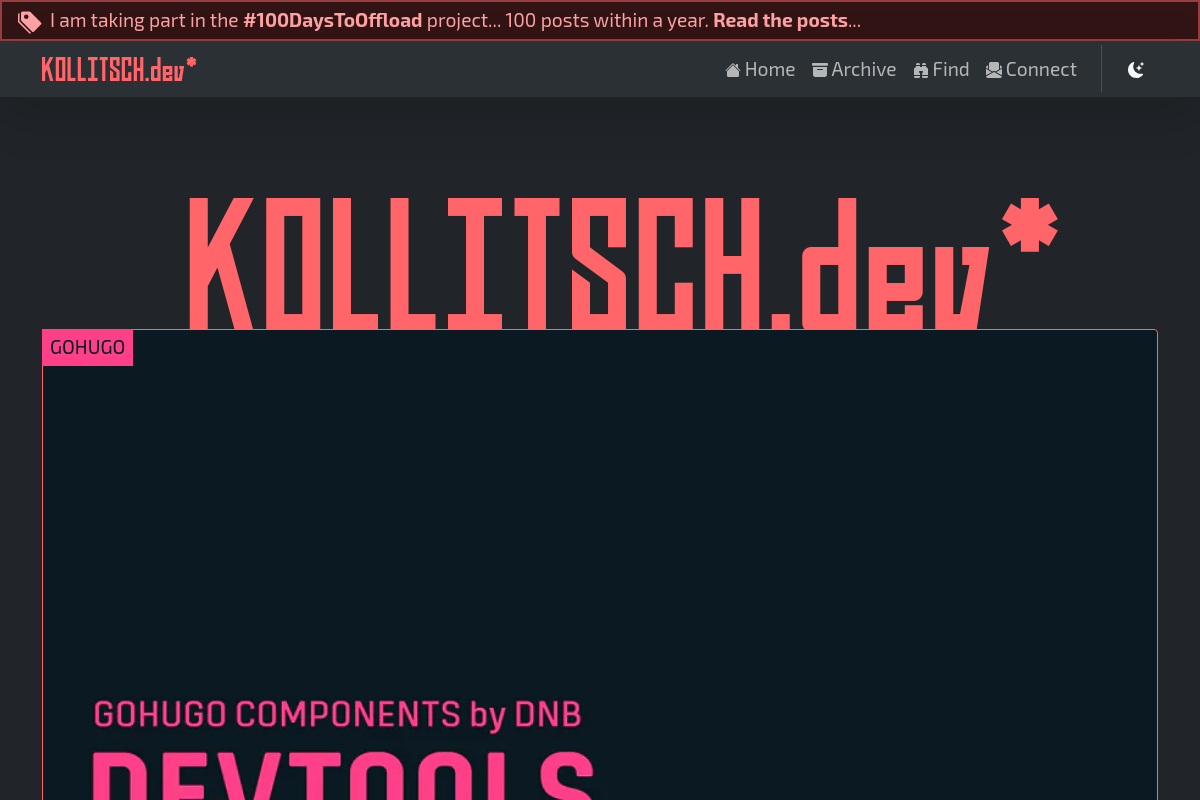 I am taking part in the #100DaysToOffload project... 100 posts within a year. Read the posts...
KOLLITSCH.dev* Home Archive Find Connect
KOLLITSCH.dev*
GOHUGO
GOHUGO COMPONENTS by DNB
DEVTOOLS